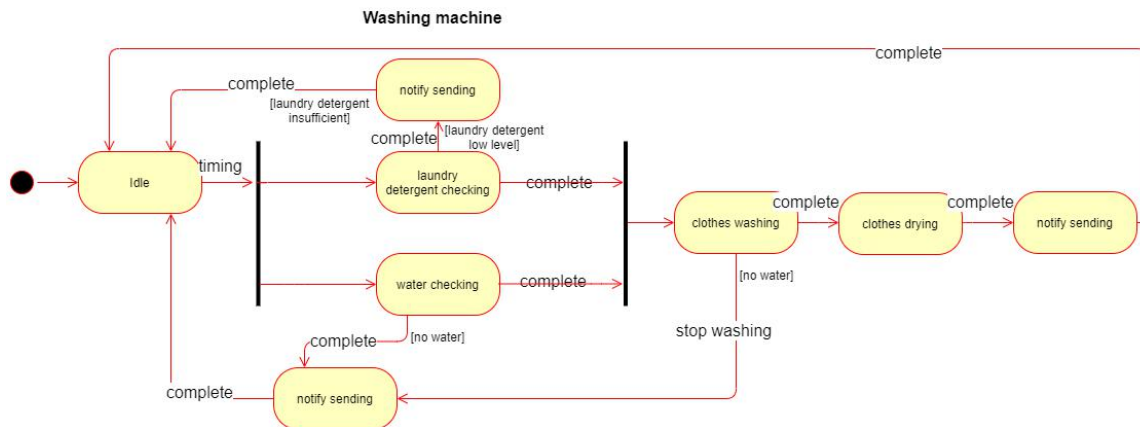 Washing machine
complete
complete
notify sending
[laundry detergent
insufficient]
complete
[laundry detergent
low level]
timing
Idle
laundry
detergent checking
complete
clothes washing
complete
clothes drying
complete
notify sending
water checking
complete
[no water]
[no water]
complete
stop washing
complete
notify sending